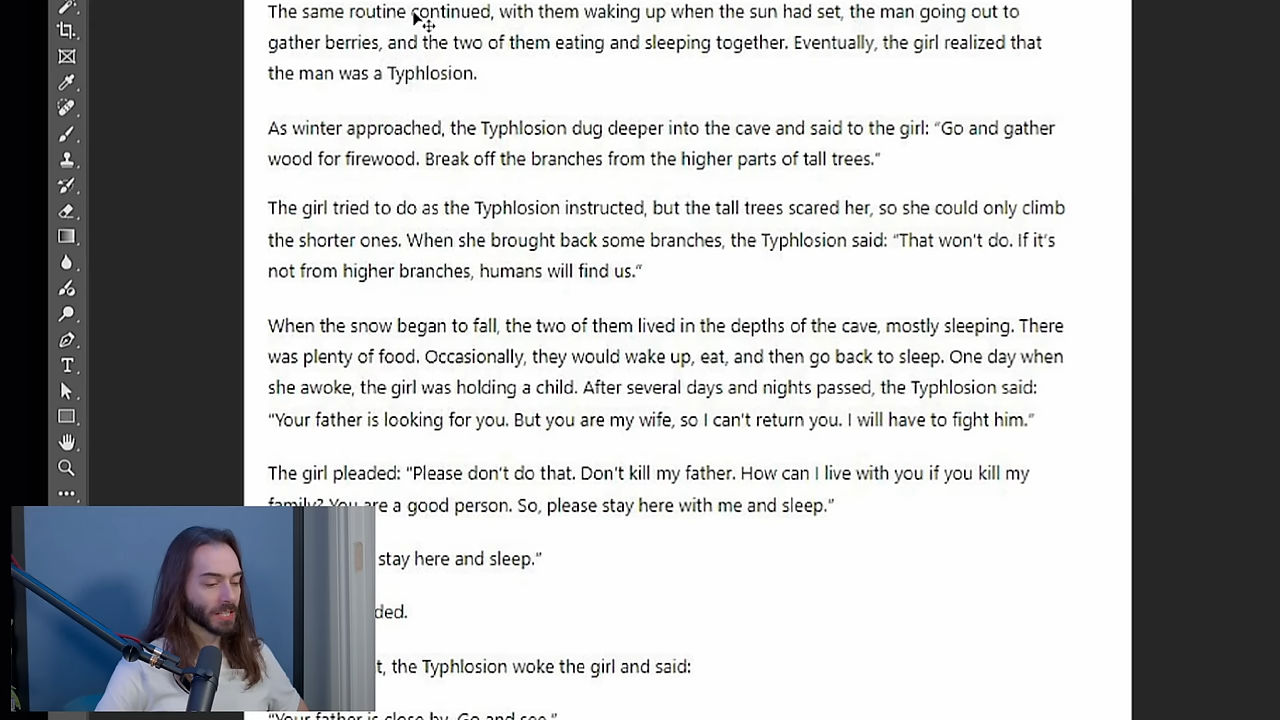 The same routine continued, with them waking up when the sun had set, the man going out to
gather berries, and the two of them eating and sleeping together. Eventually, the girl realized that
the man was a Typhlosion.
As winter approached, the Typhlosion dug deeper into the cave and said to the girl: “Go and gather
wood for firewood. Break off the branches from the higher parts of tall trees.”
The girl tried to do as the Typhlosion instructed, but the tall trees scared her, so she could only climb
the shorter ones. When she brought back some branches, the Typhlosion said: “That won't do. If it's
not from higher branches, humans will find us.”
When the snow began to fall, the two of them lived in the depths of the cave, mostly sleeping. There
was plenty of food. Occasionally, they would wake up, eat, and then go back to sleep. One day when
she awoke, the girl was holding a child. After several days and nights passed, the Typhlosion said:
“Your father is looking for you. But you are my wife, so I can't return you. I will have to fight him.”
The girl pleaded: “Please don't do that. Don't kill my father. How can I live with you if you kill my
family? You are a good person. So, please stay here with me and sleep.”
stay here and sleep.”
ded.
t, the Typhlosion woke the girl and said:
“Your father is close by. Go and see.”
T